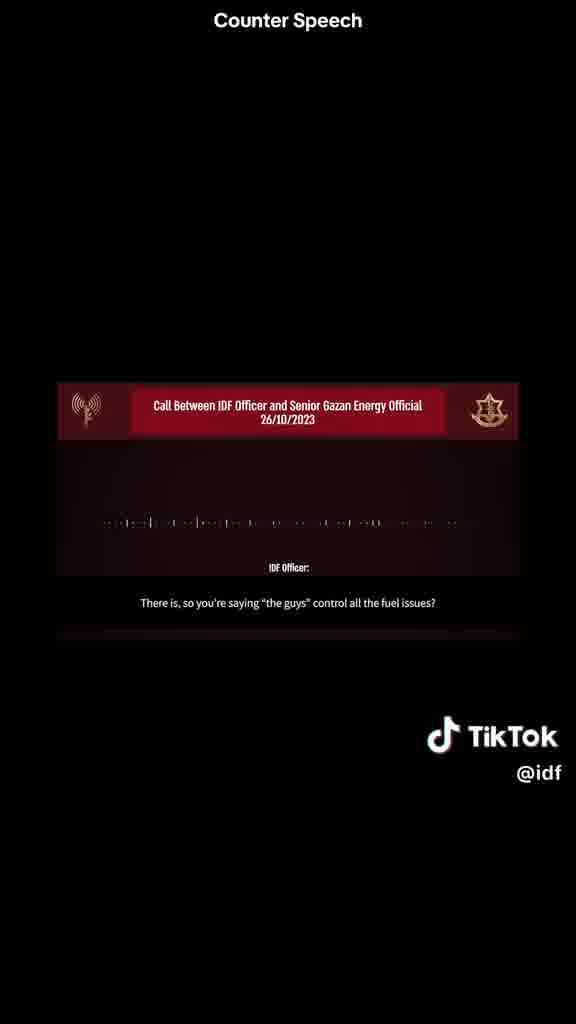 Counter Speech
Call Between IDF Officer and Senior Gazan Energy Official
26/10/2023
IDF Officer:
There is, so you're saying "the guys" control all the fuel issues?
TikTok
@idf